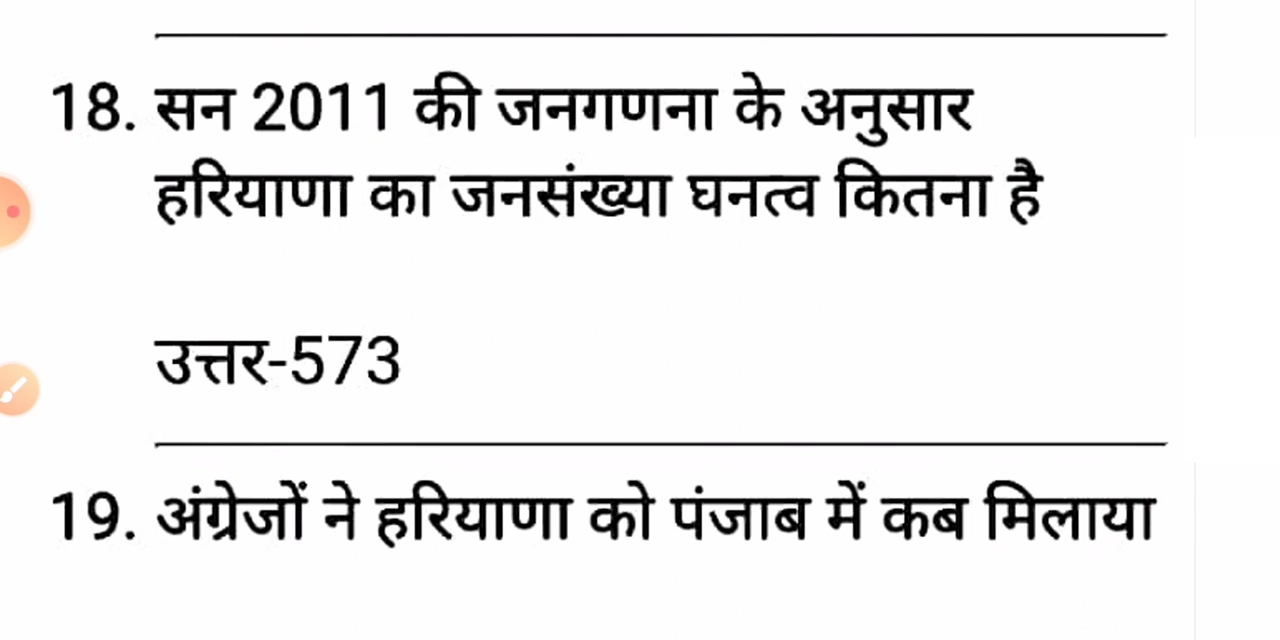 18. सन 2011 की जनगणना के अनुसार
हरियाणा का जनसंख्या घनत्व कितना है
उत्तर-573
19. अंग्रेजों ने हरियाणा को पंजाब में कब मिलाया